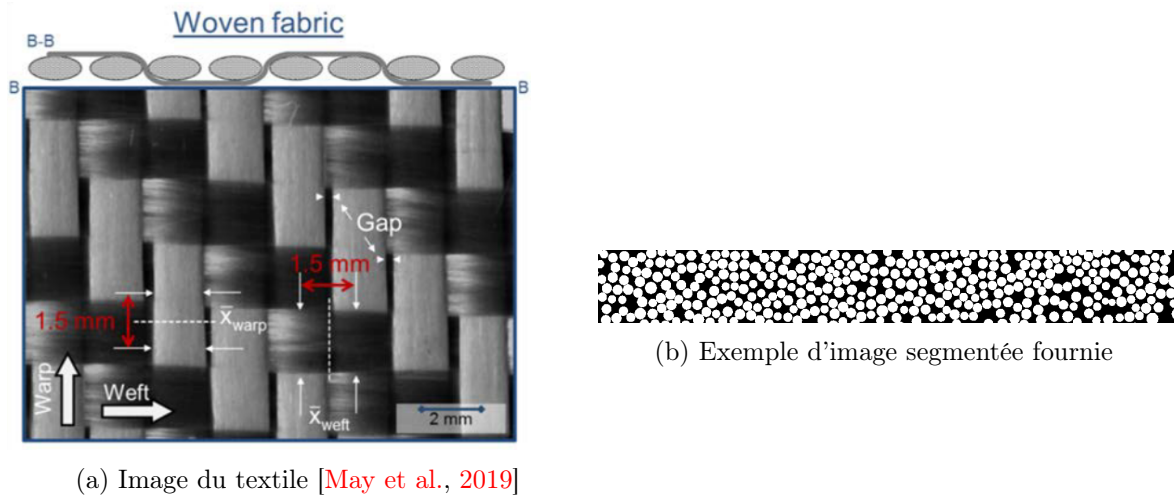 Woven fabric
B-B
B
B
Gap
1.5 mm
1.5 mm
x̄warp
Warp
Weft
x̄weft
2 mm
(a) Image du textile [May et al., 2019]
(b) Exemple d'image segmentée fournie